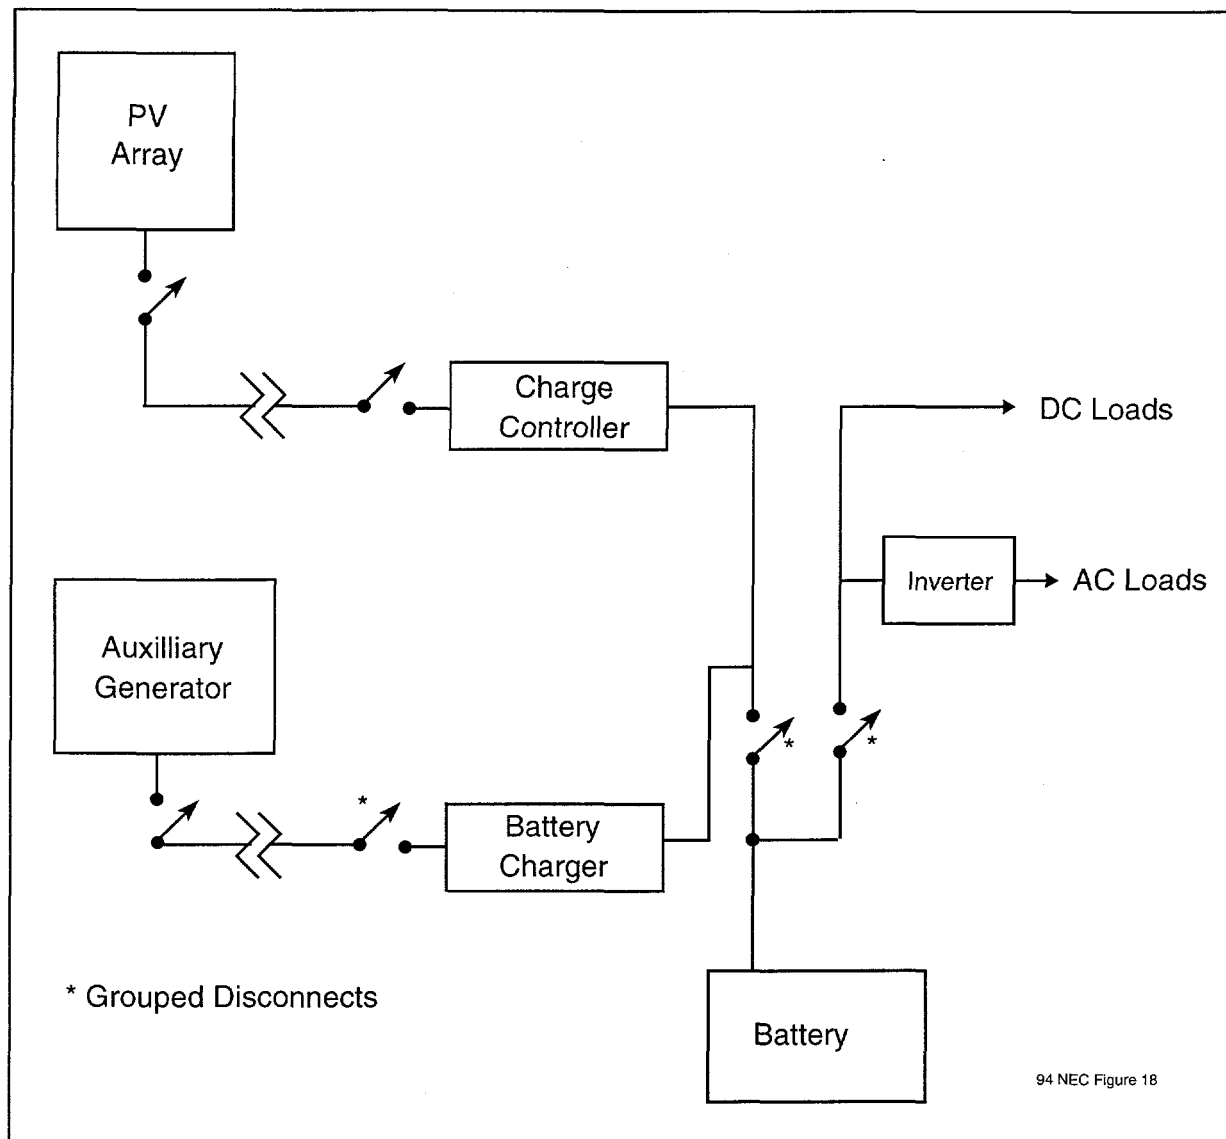 PV
Array
Charge
Controller
DC Loads
Inverter
AC Loads
Auxilliary
Generator
*
*
*
Battery
Charger
* Grouped Disconnects
Battery
94 NEC Figure 18